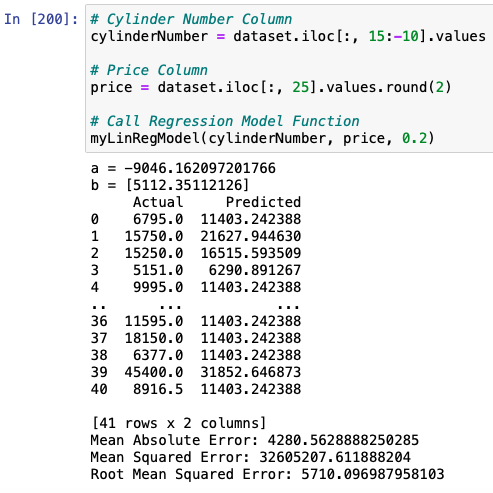 In [200]: # Cylinder Number Column
cylinderNumber = dataset.iloc[:, 15:-10].values
# Price Column
price = dataset.iloc[:, 25].values.round(2)
# Call Regression Model Function
myLinRegModel(cylinderNumber, price, 0.2)
a = -9046.162097201766
b = [5112.35112126]
Actual Predicted
0 6795.0 11403.242388
1 15750.0 21627.944630
2 15250.0 16515.593509
3 5151.0 6290.891267
4 9995.0 11403.242388
.. ... ...
36 11595.0 11403.242388
37 18150.0 11403.242388
38 6377.0 11403.242388
39 45400.0 31852.646873
40 8916.5 11403.242388
[41 rows x 2 columns]
Mean Absolute Error: 4280.5628888250285
Mean Squared Error: 32605207.611888204
Root Mean Squared Error: 5710.096987958103